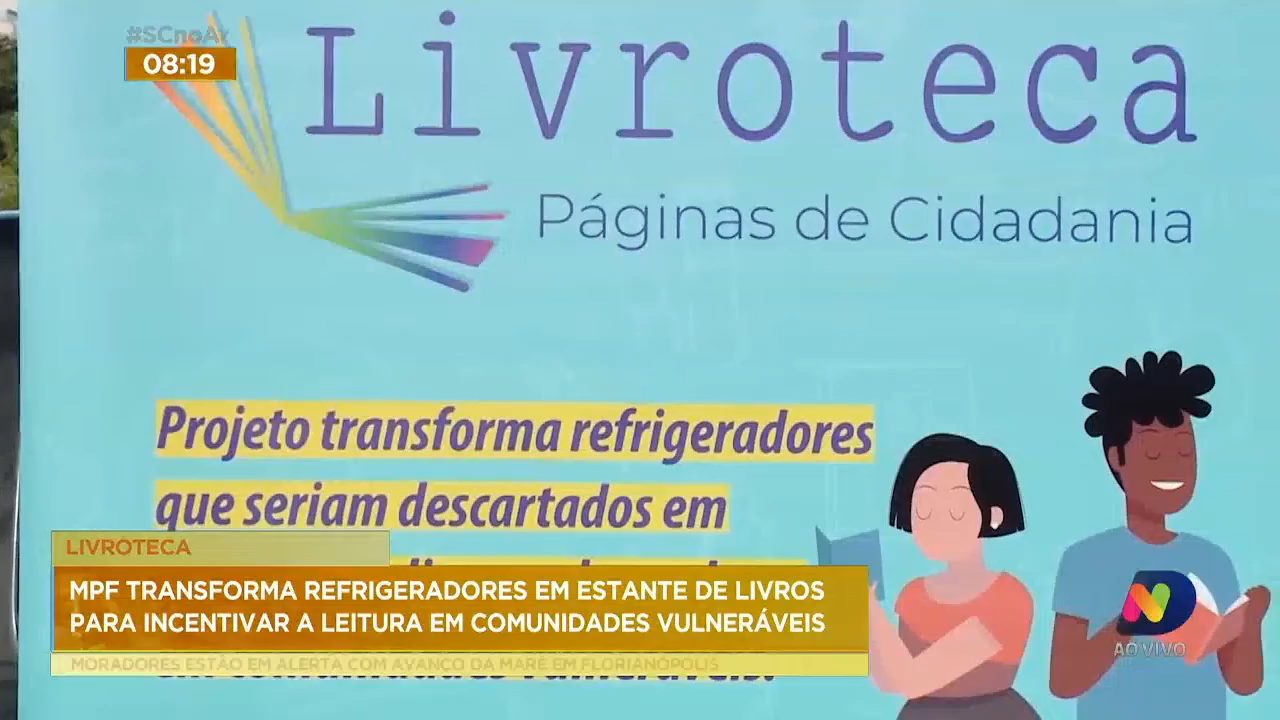 #SCnoAr
08:19
Livroteca
Páginas de Cidadania
Projeto transforma refrigeradores
que seriam descartados em
LIVROTECA
MPF TRANSFORMA REFRIGERADORES EM ESTANTE DE LIVROS
PARA INCENTIVAR A LEITURA EM COMUNIDADES VULNERÁVEIS
MORADORES ESTÃO EM ALERTA COM AVANÇO DA MARÉ EM FLORIANÓPOLIS
AO VIVO